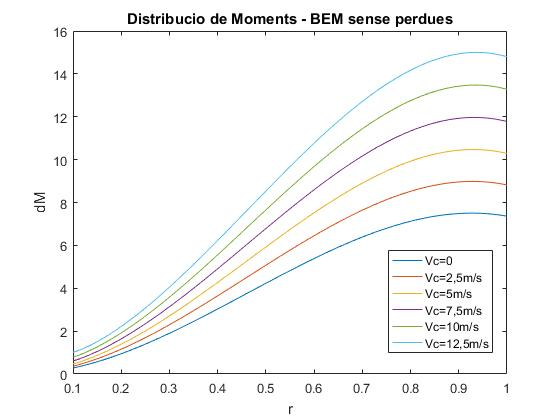 Distribucio de Moments - BEM sense perdues
16
14
12
10
8
6
4
2
0
dM
Vc=0
Vc=2,5m/s
Vc=5m/s
Vc=7,5m/s
Vc=10m/s
Vc=12,5m/s
0.1 0.2 0.3 0.4 0.5 0.6 0.7 0.8 0.9 1
r